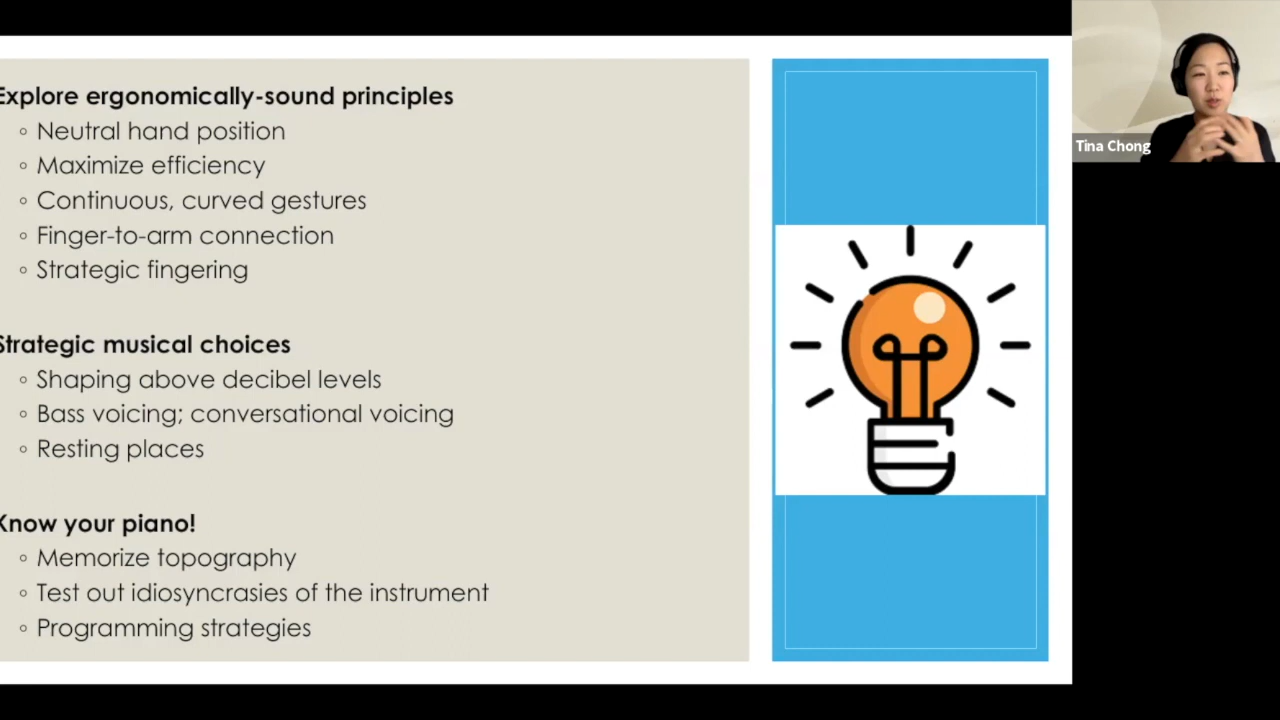 Explore ergonomically-sound principles
◦ Neutral hand position
◦ Maximize efficiency
◦ Continuous, curved gestures
◦ Finger-to-arm connection
◦ Strategic fingering
Strategic musical choices
◦ Shaping above decibel levels
◦ Bass voicing; conversational voicing
◦ Resting places
Know your piano!
◦ Memorize topography
◦ Test out idiosyncrasies of the instrument
◦ Programming strategies
Tina Chong